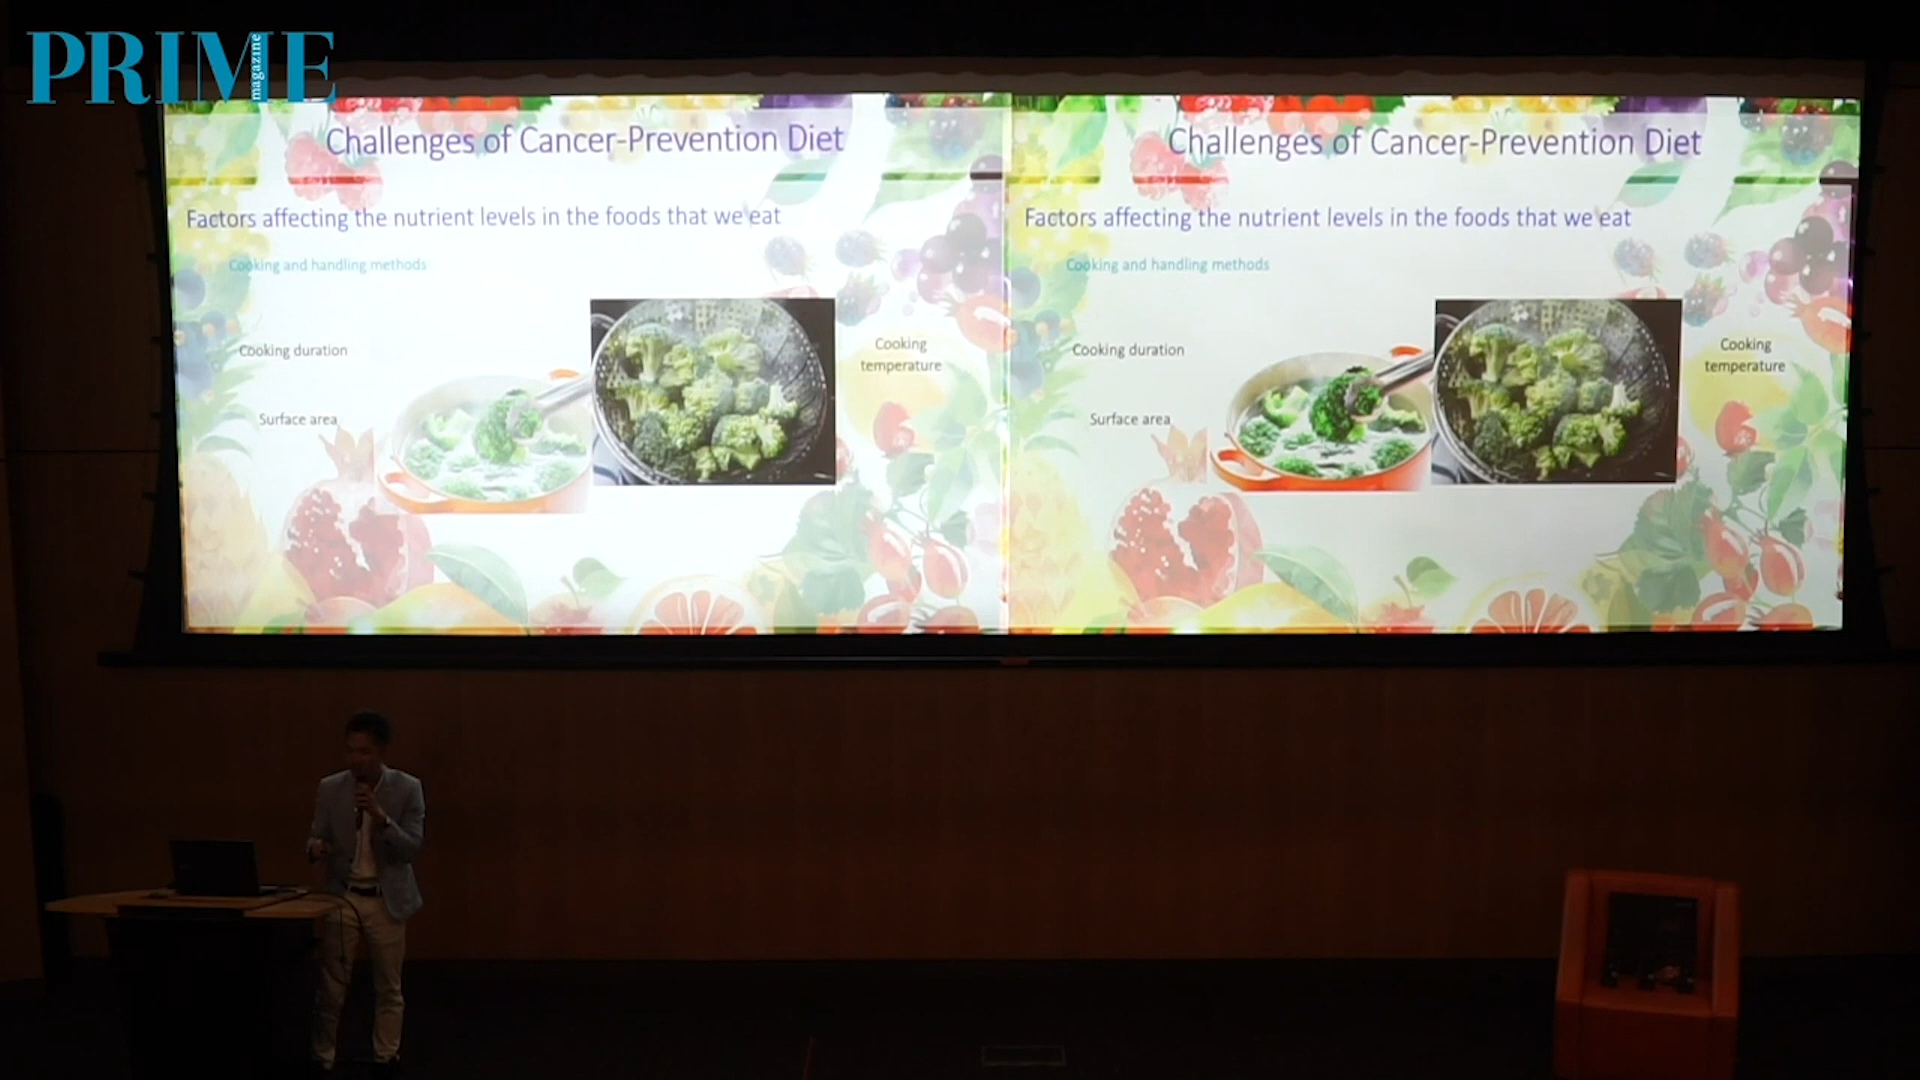 PRIME
magazine
Challenges of Cancer-Prevention Diet
Factors affecting the nutrient levels in the foods that we eat
Cooking and handling methods
Cooking duration
Surface area
Cooking
temperature
Challenges of Cancer-Prevention Diet
Factors affecting the nutrient levels in the foods that we eat
Cooking and handling methods
Cooking duration
Surface area
Cooking
temperature